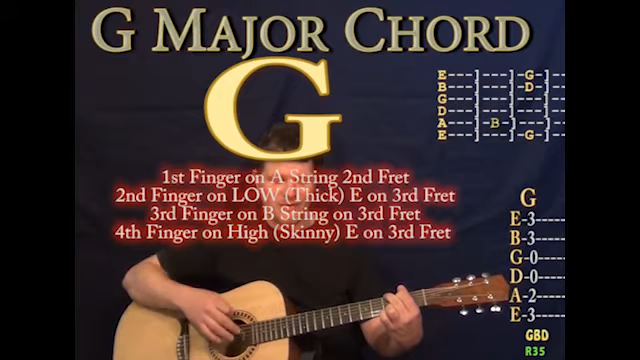 G MAJOR CHORD
G
1st Finger on A String 2nd Fret
2nd Finger on LOW (Thick) E on 3rd Fret
3rd Finger on B String on 3rd Fret
4th Finger on High (Skinny) E on 3rd Fret
E---]---]-G-]--
B---]---]-D-]--
G---]---]---]--
D---]---]---]--
A---]-B-]---]--
E---]---]-G-]--
G
E-3-----
B-3-----
G-0-----
D-0-----
A-2-----
E-3-----
GBD
R35